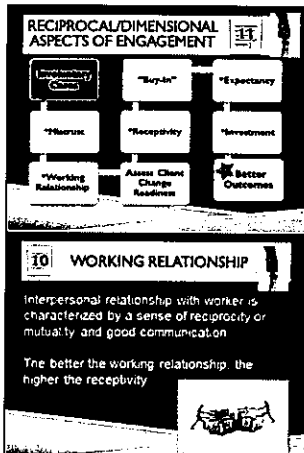 RECIPROCAL/DIMENSIONAL
ASPECTS OF ENGAGEMENT
11
"Buy-In"
*Expectancy
*Mistrust
*Receptivity
*Investment
*Working
Relationship
Assess Client
Change
Readiness
Better
Outcomes
10
WORKING RELATIONSHIP
Interpersonal relationship with worker is
characterized by a sense of reciprocity or
mutuality and good communication
The better the working relationship, the
higher the receptivity